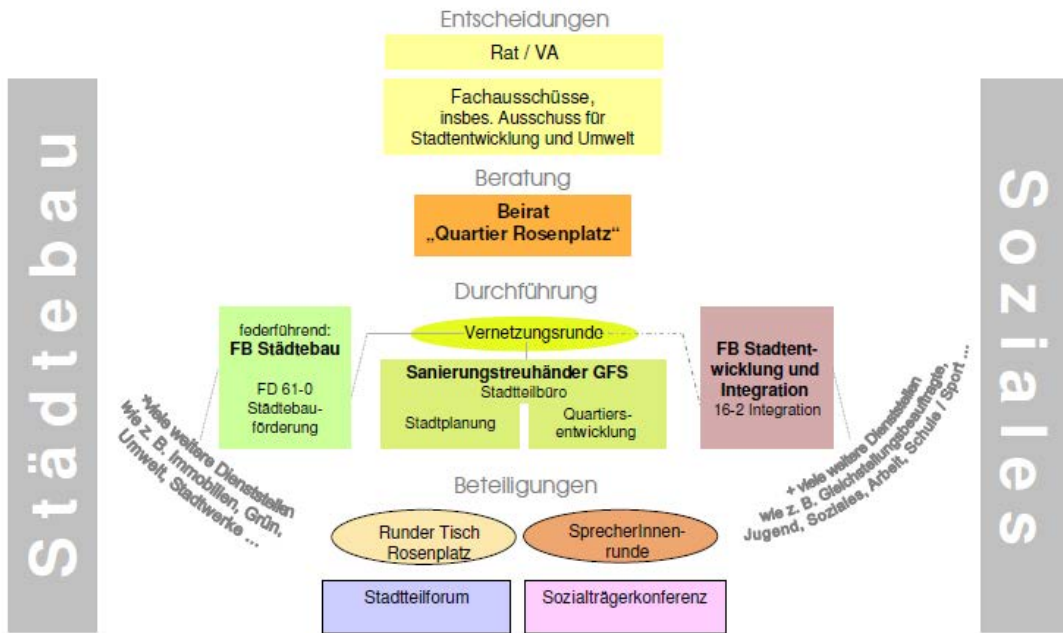 Entscheidungen
Rat / VA
Fachausschüsse,
insbes. Ausschuss für
Stadtentwicklung und Umwelt
Beratung
Beirat
„Quartier Rosenplatz“
Durchführung
Vernetzungsrunde
federführend:
FB Städtebau
FD 61-0
Städtebau-
förderung
Sanierungstreuhänder GFS
Stadtteilbüro
Stadtplanung
Quartiers-
entwicklung
FB Stadtent-
wicklung und
Integration
16-2 Integration
+viele weitere Dienststellen
wie z. B. Immobilien, Grün,
Umwelt, Stadtwerke ...
+ viele weitere Dienststellen
wie z. B. Gleichstellungsbeauftragte,
Jugend, Soziales, Arbeit, Schule / Sport ...
Beteiligungen
Runder Tisch
Rosenplatz
SprecherInnen-
runde
Stadtteilforum
Sozialträgerkonferenz
Städtebau
Soziales